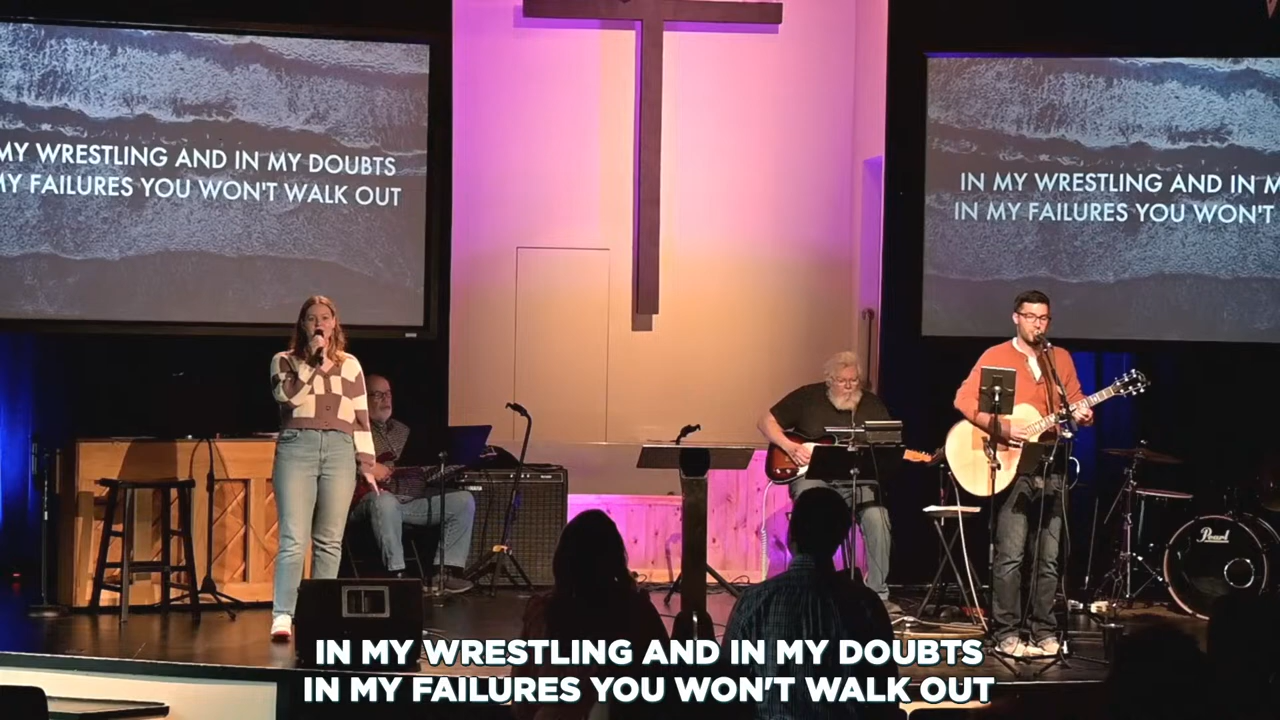 MY WRESTLING AND IN MY DOUBTS
MY FAILURES YOU WON'T WALK OUT
IN MY WRESTLING AND IN M
IN MY FAILURES YOU WON'T
Pearl
IN MY WRESTLING AND IN MY DOUBTS
IN MY FAILURES YOU WON'T WALK OUT